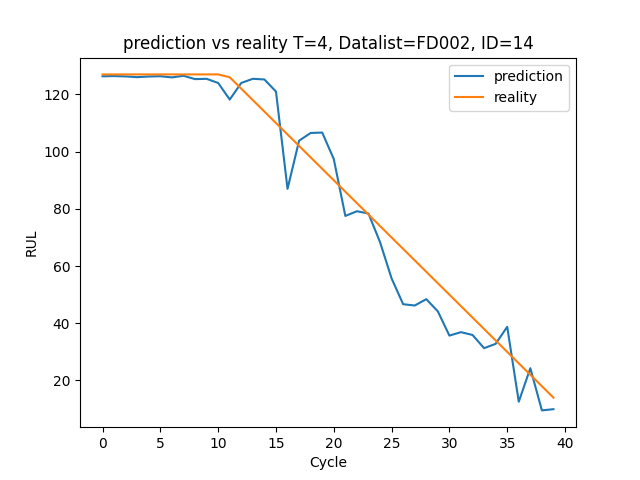 prediction vs reality T=4, Datalist=FD002, ID=14
prediction
reality
RUL
120
100
80
60
40
20
0 5 10 15 20 25 30 35 40
Cycle